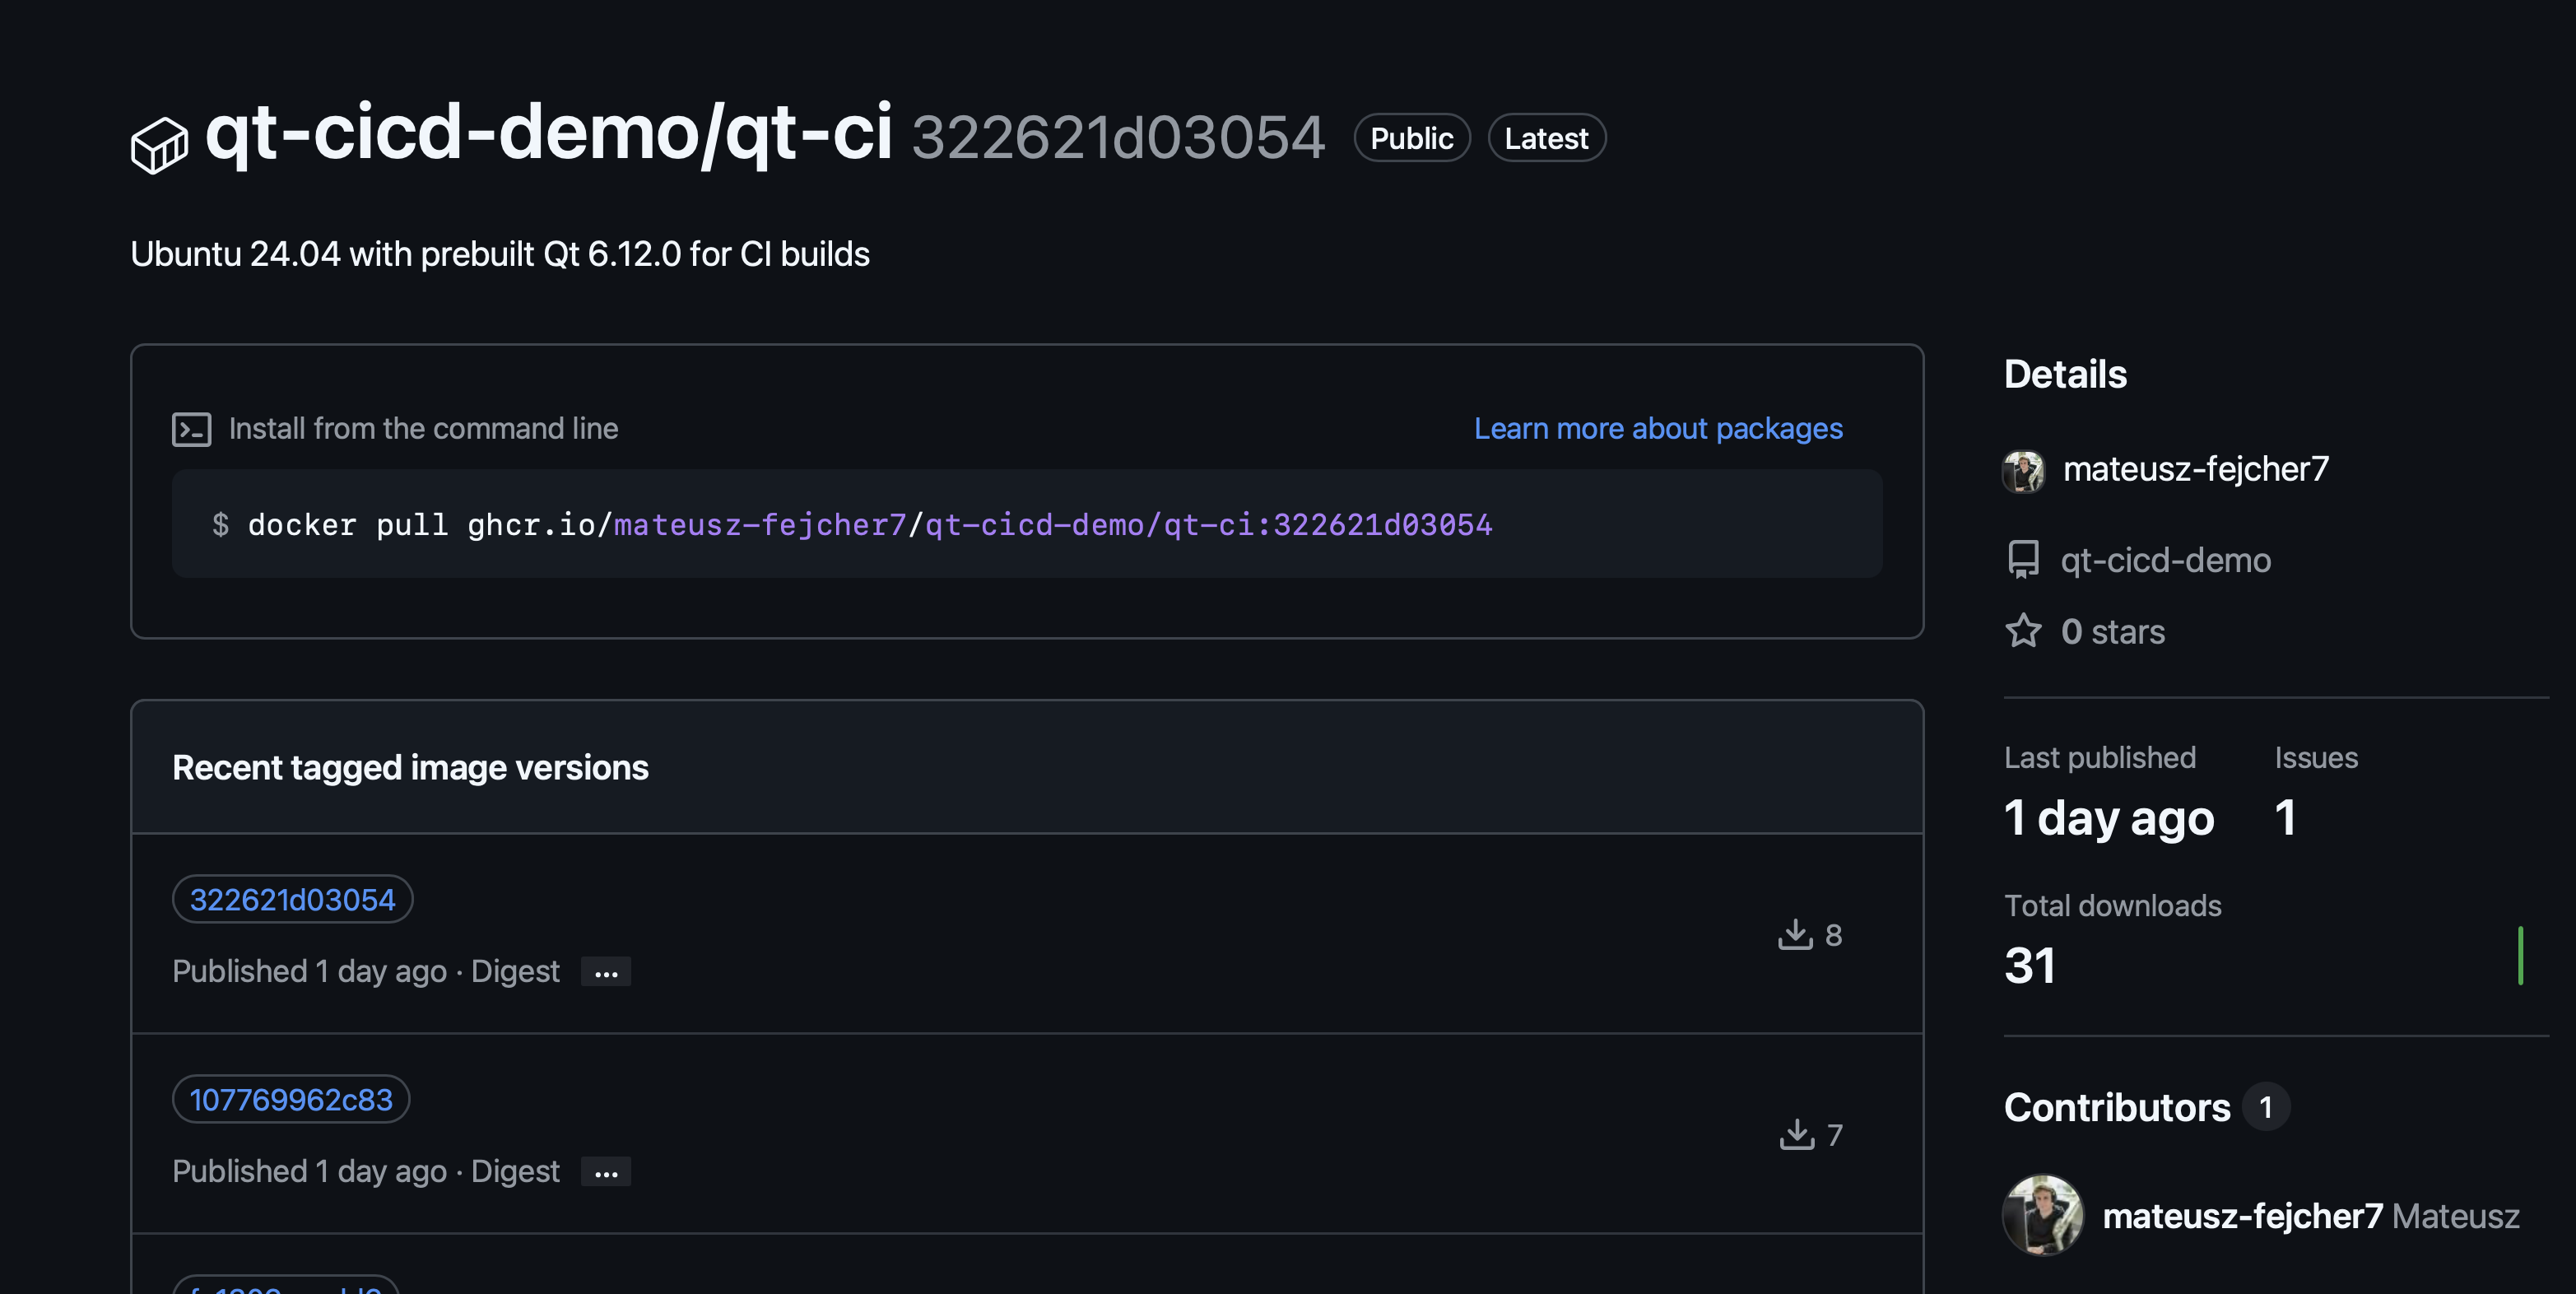 qt-cicd-demo/qt-ci 322621d03054 Public Latest
Ubuntu 24.04 with prebuilt Qt 6.12.0 for CI builds
Install from the command line
Learn more about packages
$ docker pull ghcr.io/mateusz-fejcher7/qt-cicd-demo/qt-ci:322621d03054
Recent tagged image versions
322621d03054
Published 1 day ago · Digest ...
8
107769962c83
Published 1 day ago · Digest ...
7
Details
mateusz-fejcher7
qt-cicd-demo
0 stars
Last published
1 day ago
Issues
1
Total downloads
31
Contributors 1
mateusz-fejcher7 Mateusz